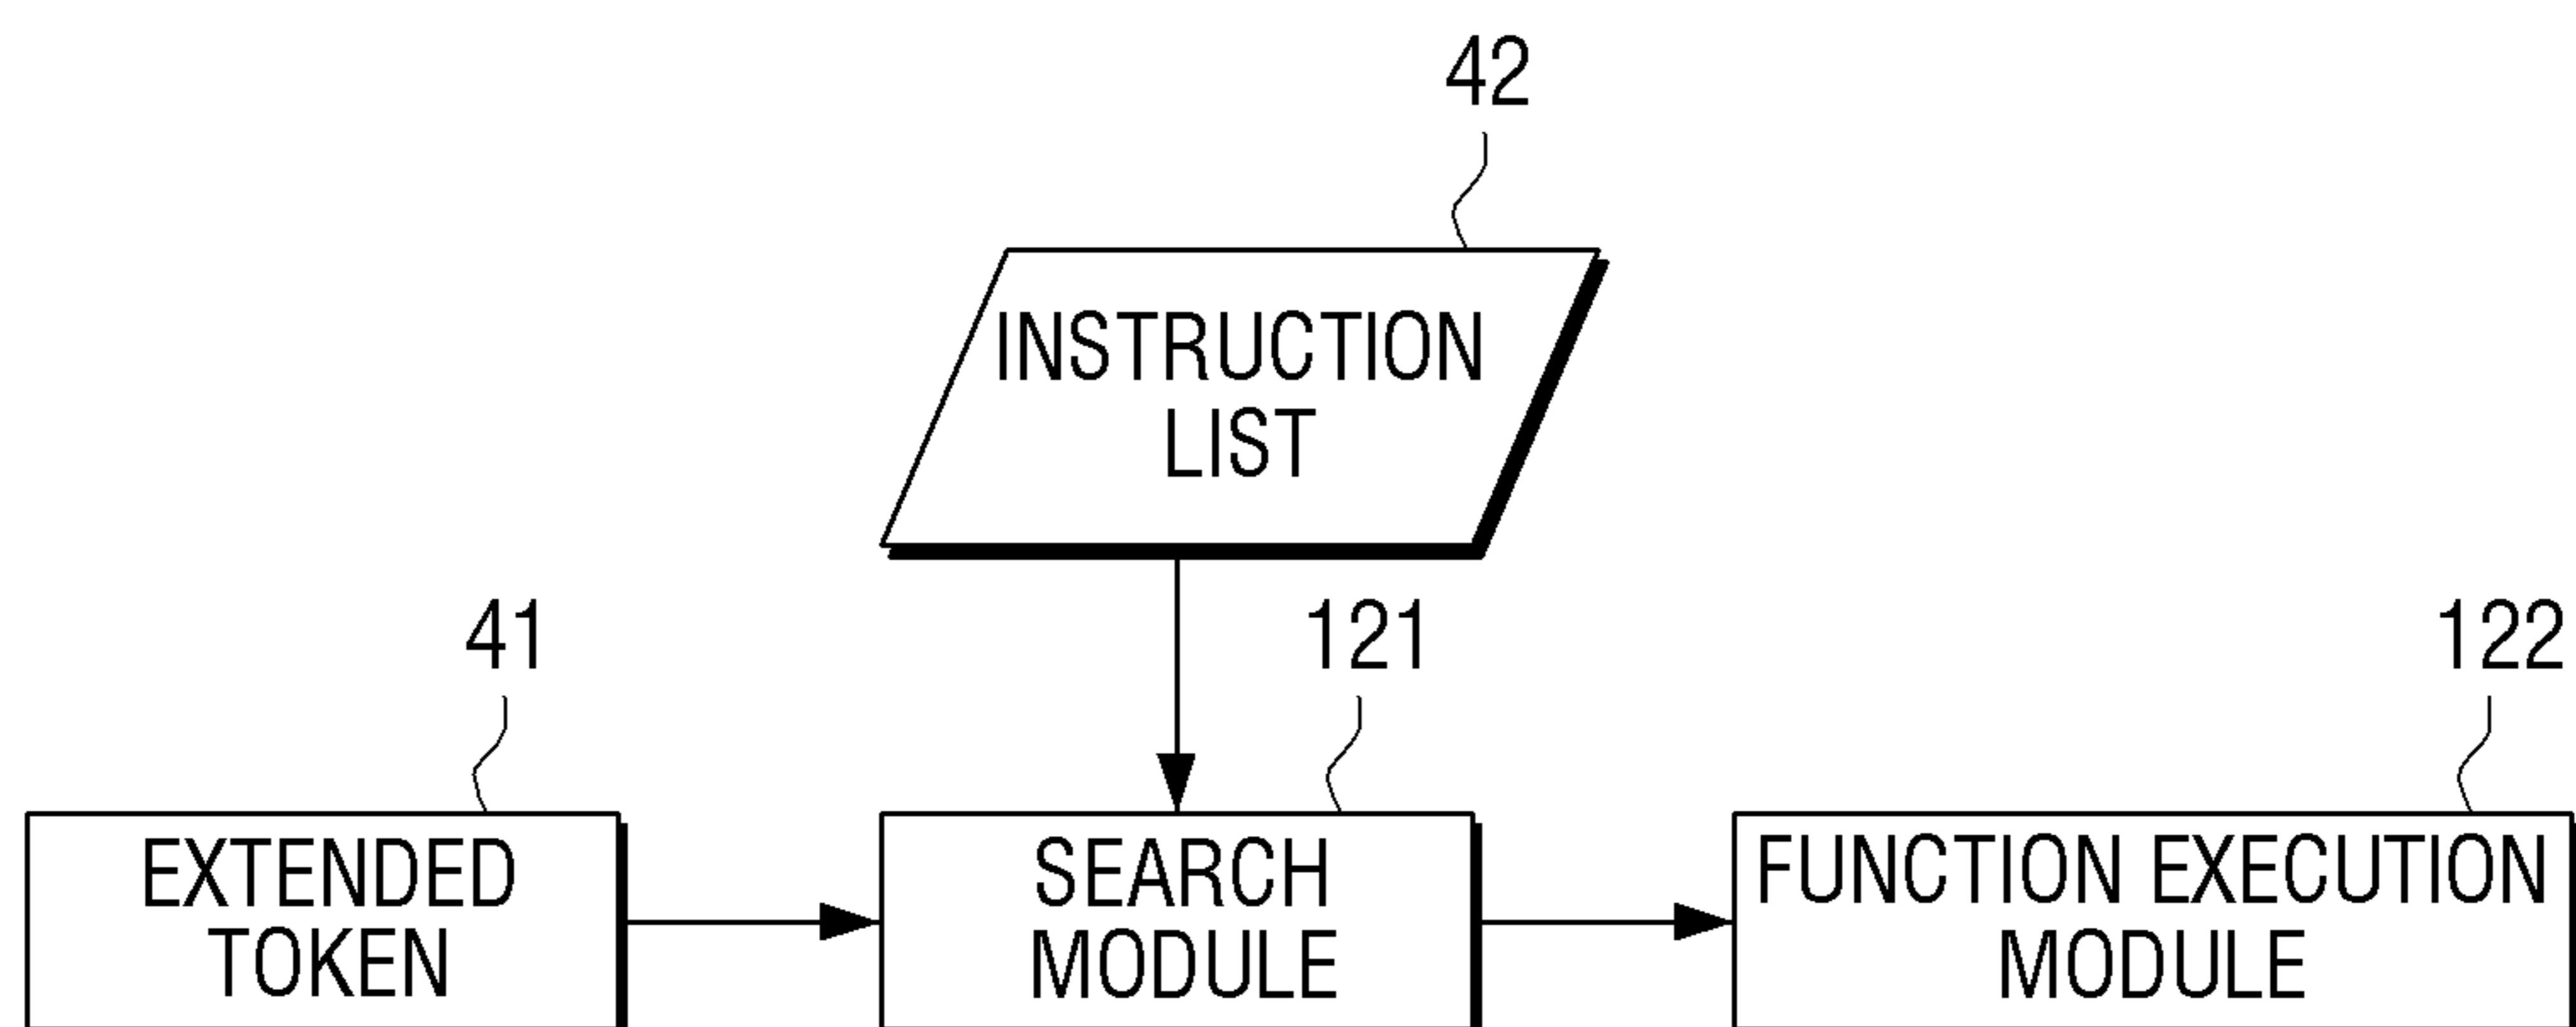 42
INSTRUCTION
LIST
41
121
122
EXTENDED
TOKEN
SEARCH
MODULE
FUNCTION EXECUTION
MODULE